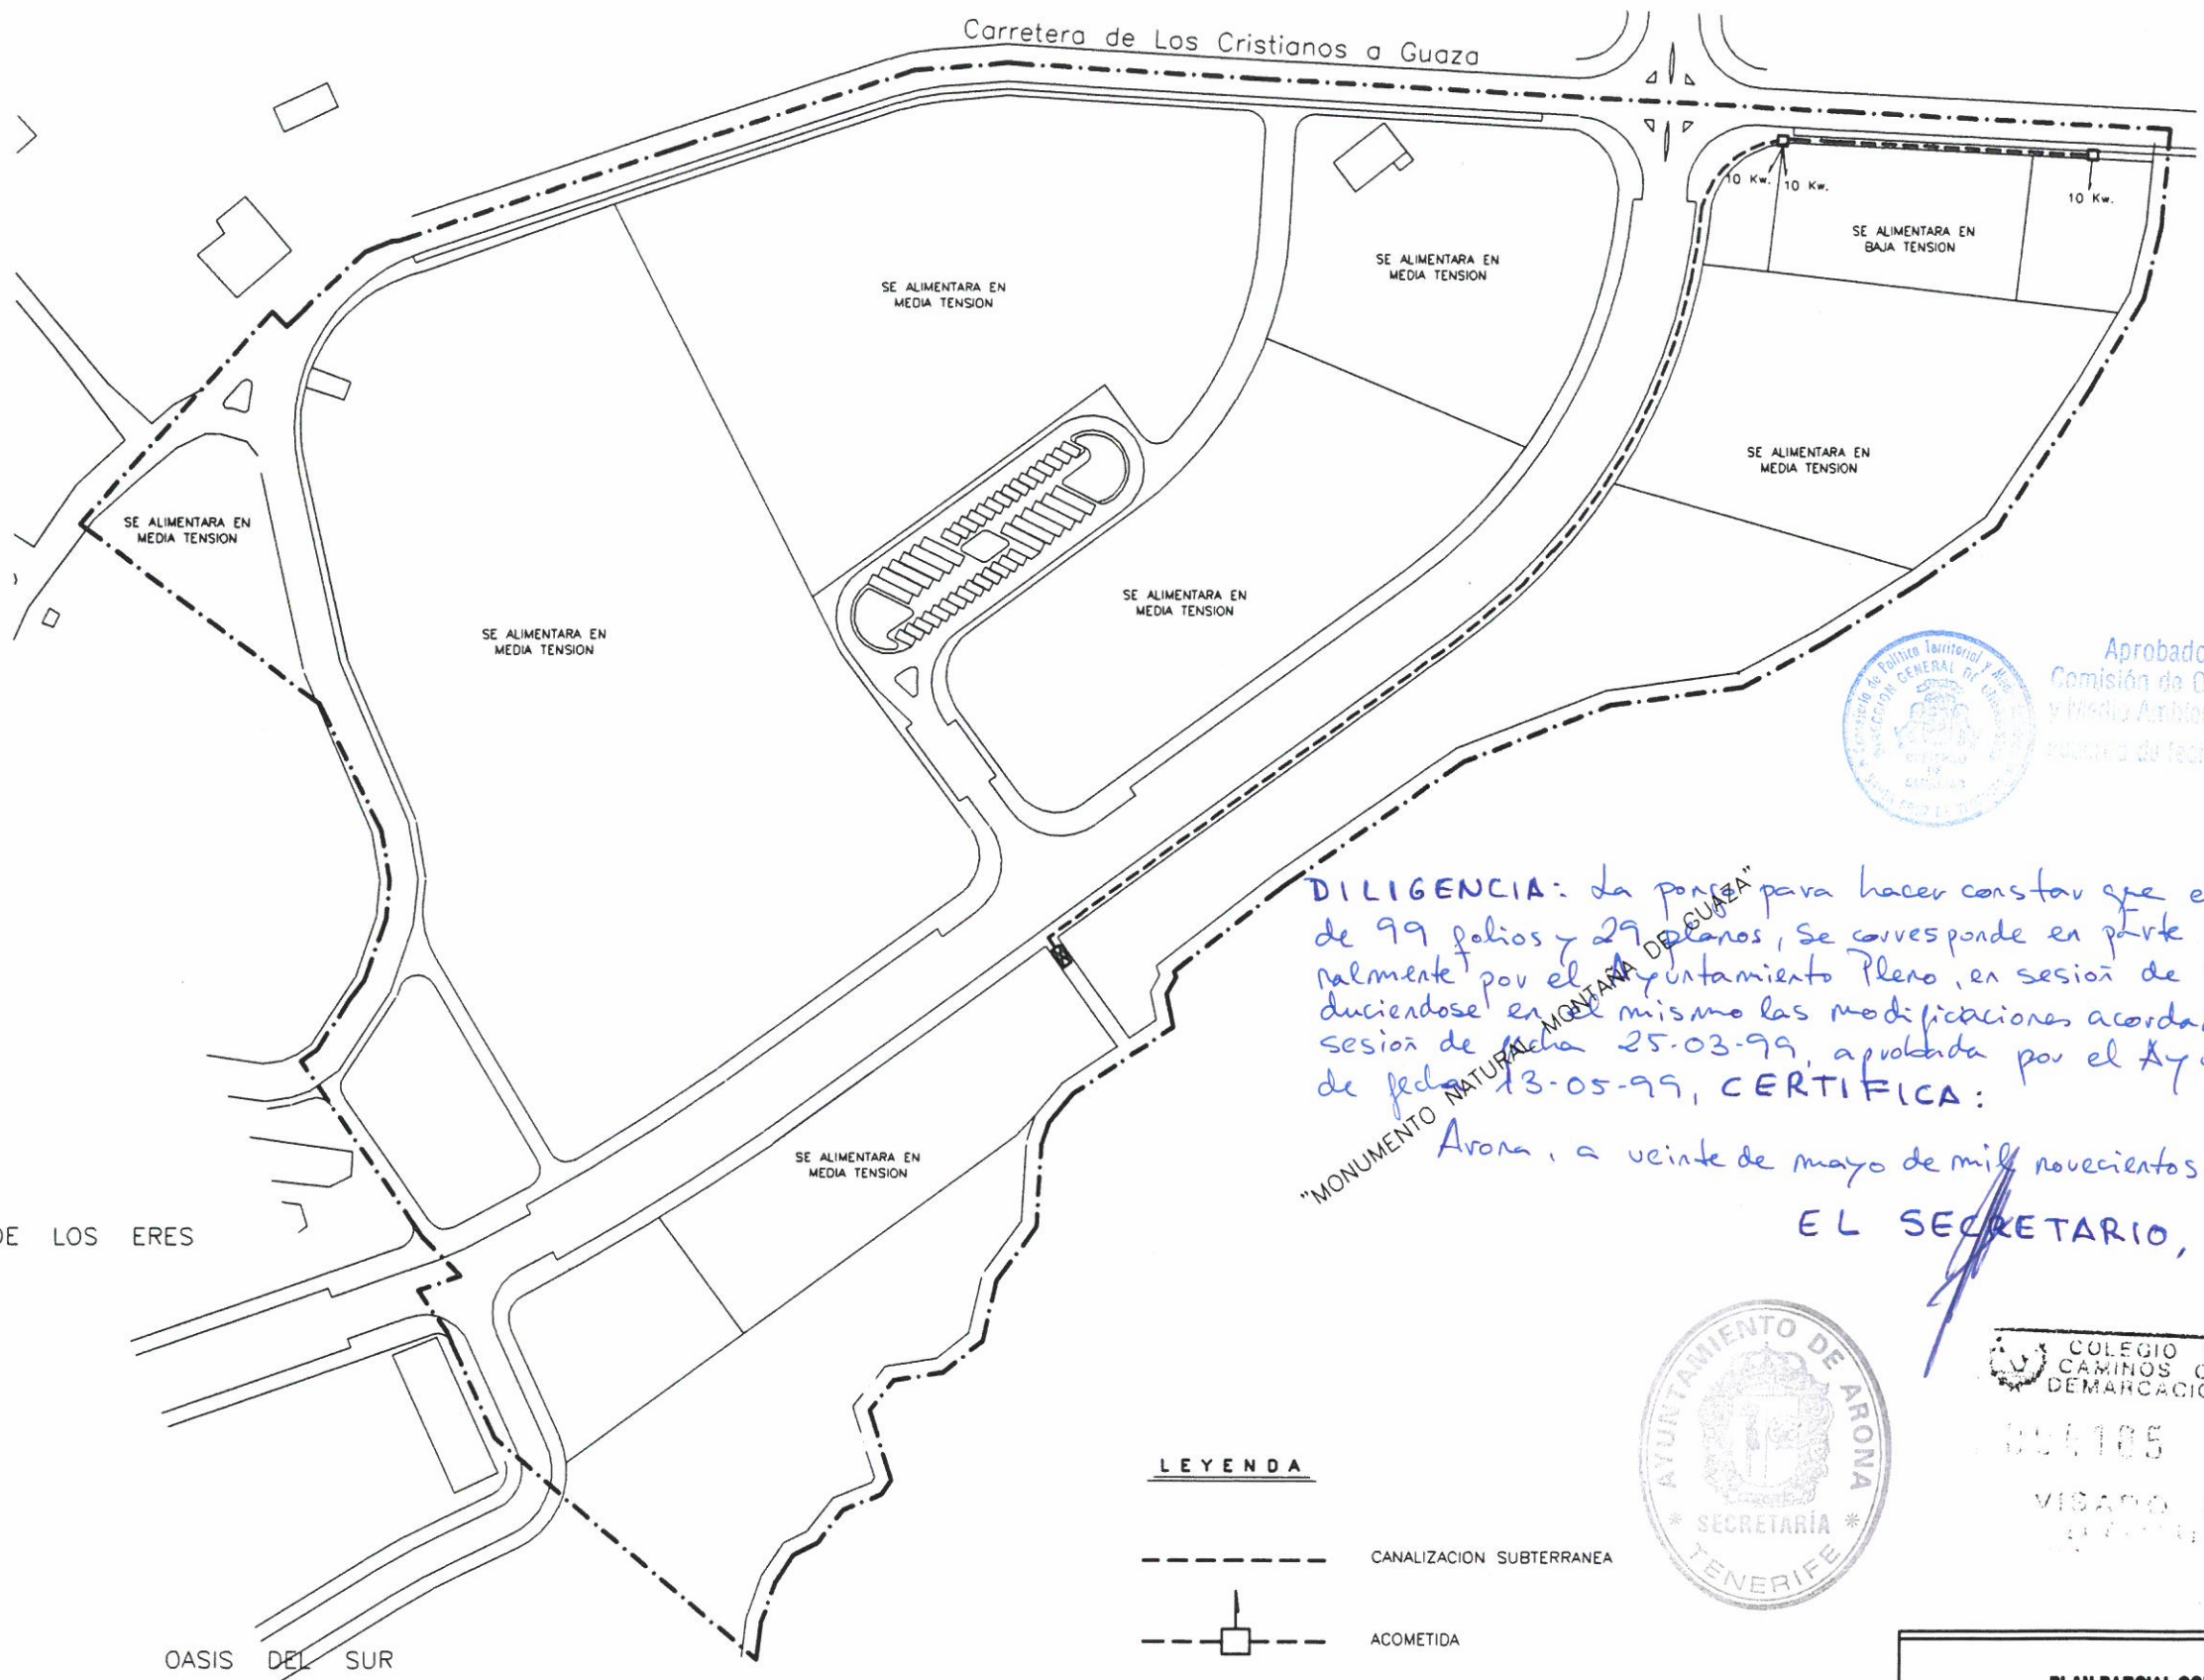 Carretera de Los Cristianos a Guaza
10 Kw.
10 Kw.
10 Kw.
SE ALIMENTARA EN
BAJA TENSION
SE ALIMENTARA EN
MEDIA TENSION
SE ALIMENTARA EN
MEDIA TENSION
SE ALIMENTARA EN
MEDIA TENSION
SE ALIMENTARA EN
MEDIA TENSION
SE ALIMENTARA EN
MEDIA TENSION
SE ALIMENTARA EN
MEDIA TENSION
SE ALIMENTARA EN
MEDIA TENSION
Aprobado
Comisión de O
y Medio Ambien
DIRECCION GENERAL DE
DILIGENCIA: La pongo para hacer constar que e
de 99 folios y 29 planos, se corresponde en parte
nalmente por el Ayuntamiento Pleno, en sesión de
duciendose en el mismo las modificaciones acorda
sesión de fecha 25-03-99, aprobada por el Ay
de fecha 13-05-99, CERTIFICA:
Arona, a veinte de mayo de mil novecientos
EL SECRETARIO,
"MONUMENTO NATURAL MONTAÑA DE GUAZA"
DE LOS ERES
OASIS DEL SUR
AYUNTAMIENTO DE ARONA
* SECRETARÍA *
TENERIFE
COLEGIO
CAMINOS C
DEMARCACIO
VISADO
LEYENDA
CANALIZACION SUBTERRANEA
ACOMETIDA